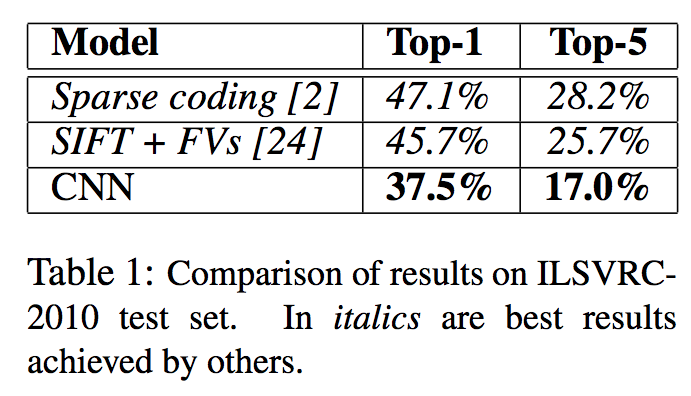 Model Top-1 Top-5
Sparse coding [2] 47.1% 28.2%
SIFT + FVs [24] 45.7% 25.7%
CNN 37.5% 17.0%
Table 1: Comparison of results on ILSVRC-
2010 test set. In italics are best results
achieved by others.